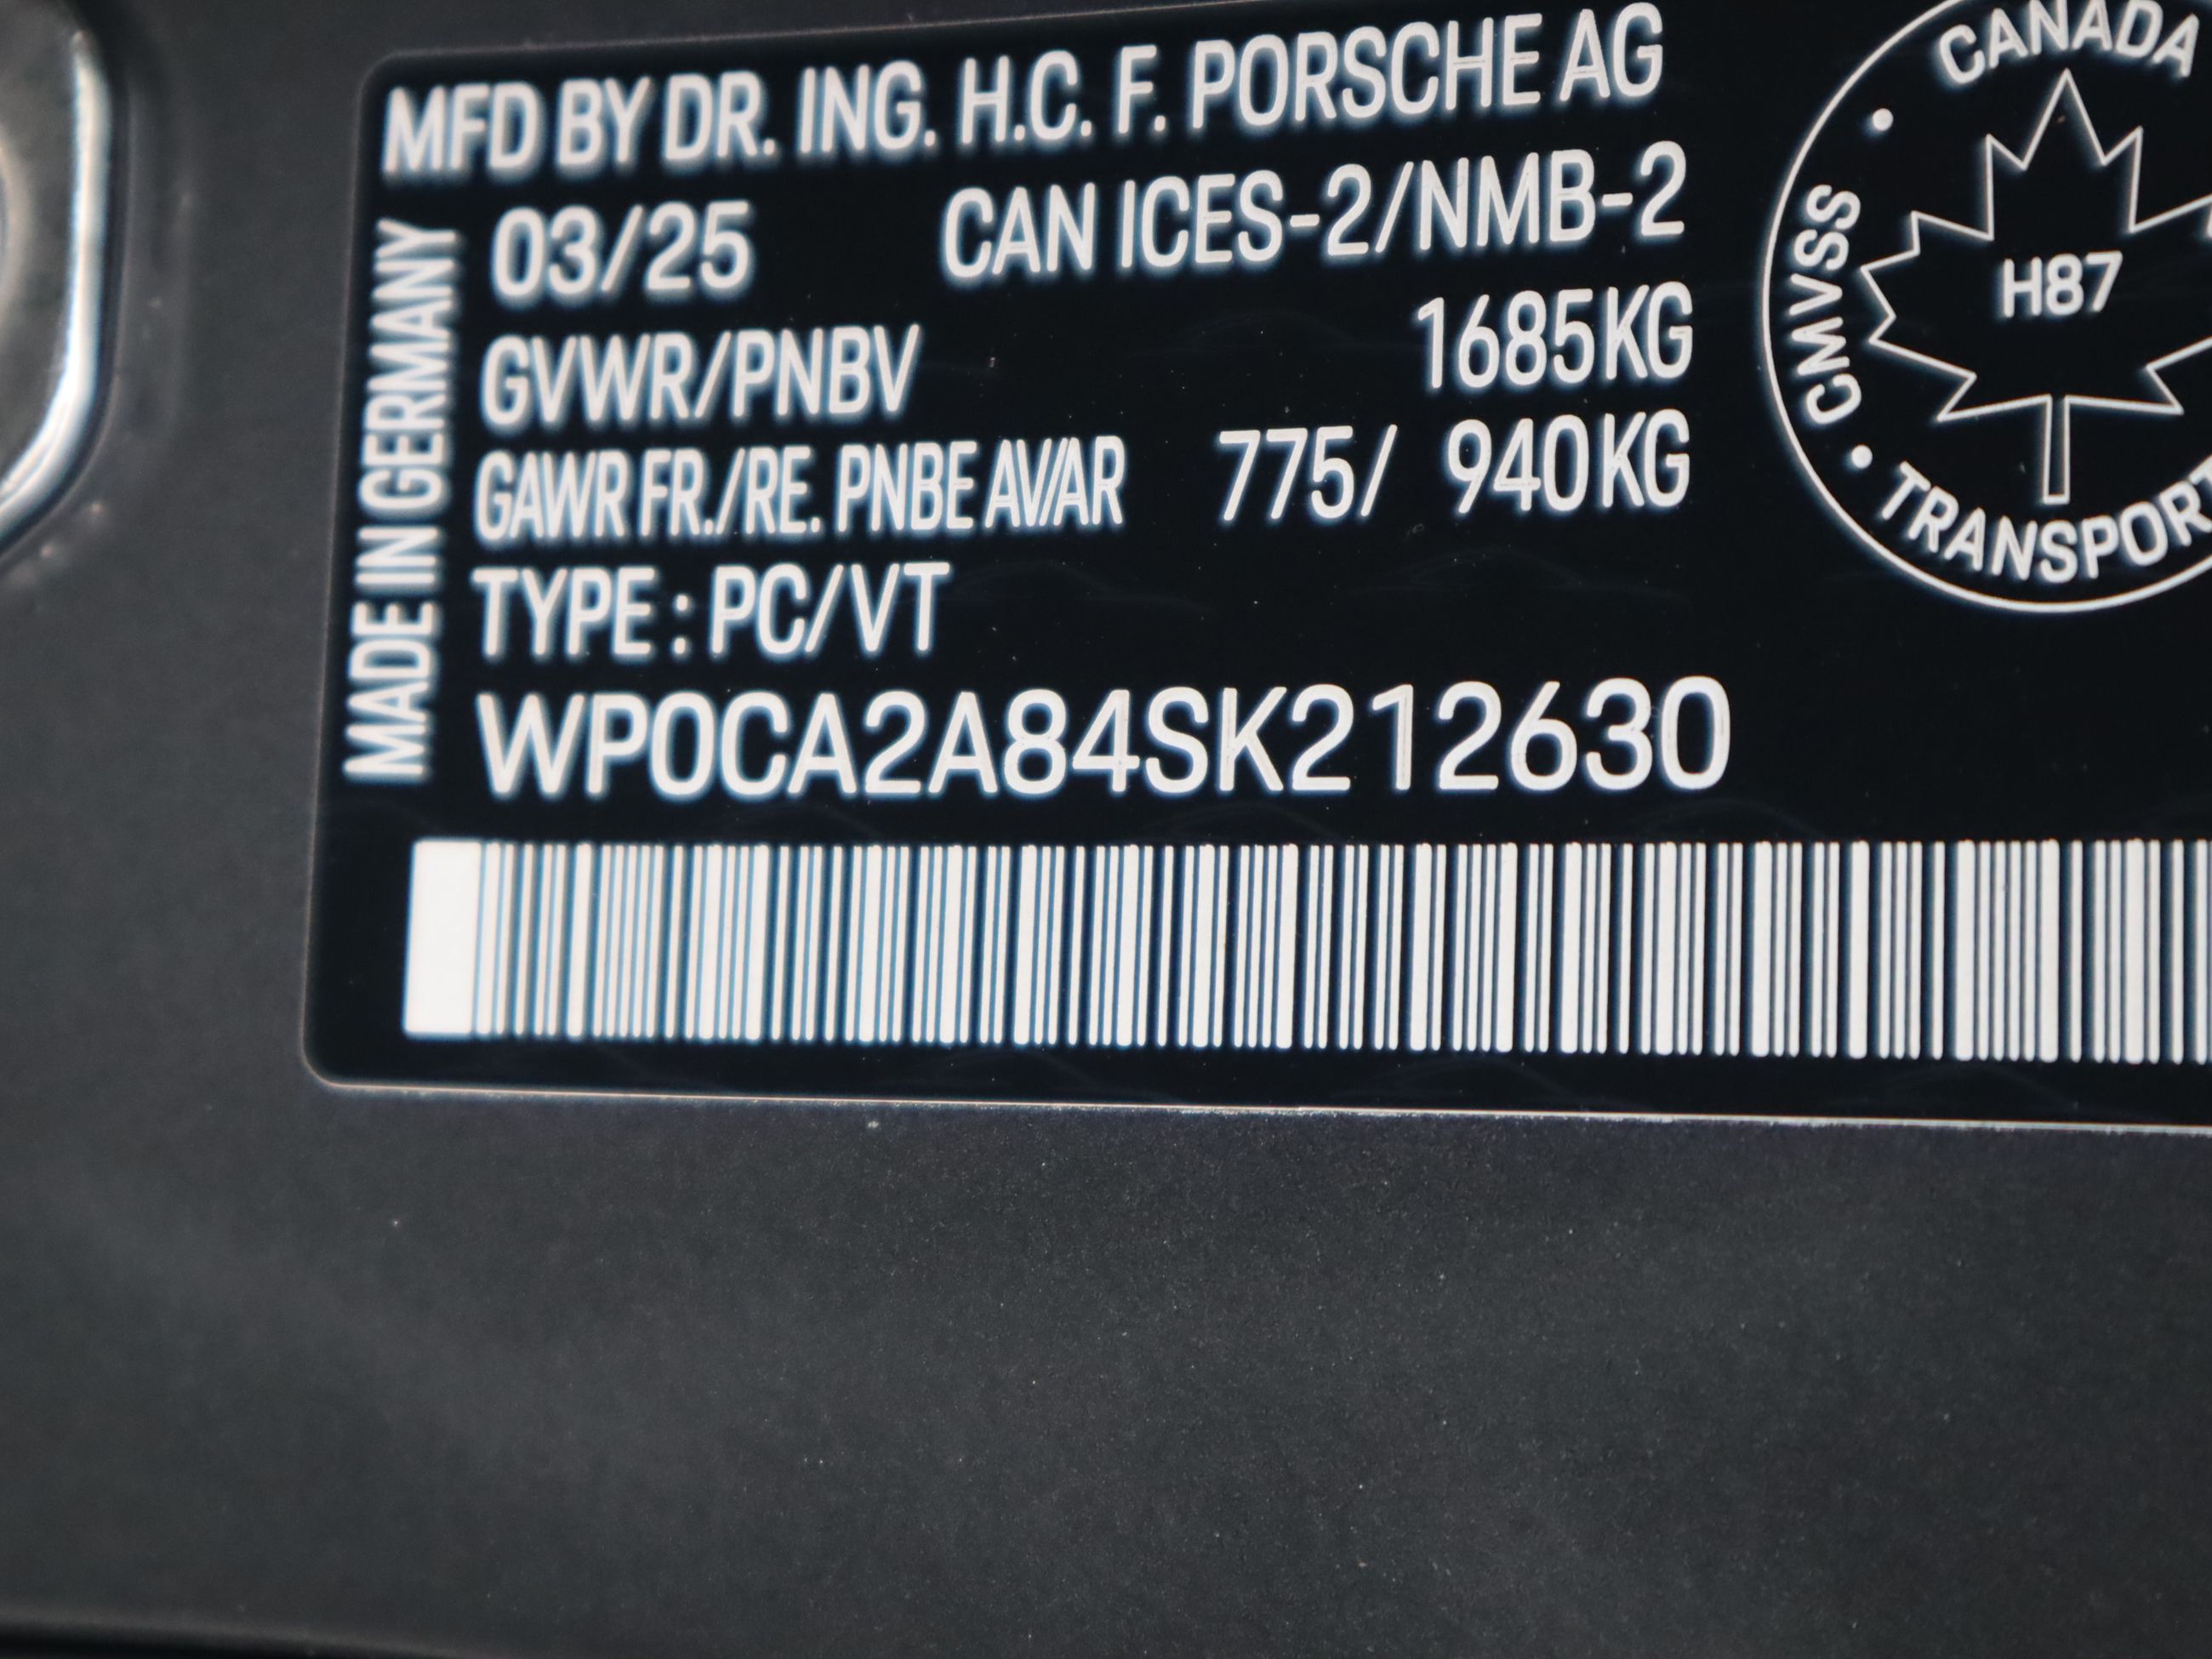 MFD BY DR. ING. H.C. F. PORSCHE AG
03/25 CAN ICES-2/NMB-2
GVWR/PNBV 1685KG
GAWR FR./RE. PNBE AV/AR 775/ 940KG
TYPE : PC/VT
WP0CA2A84SK212630
MADE IN GERMANY
CANADA
CMVSS
H87
TRANSPORT